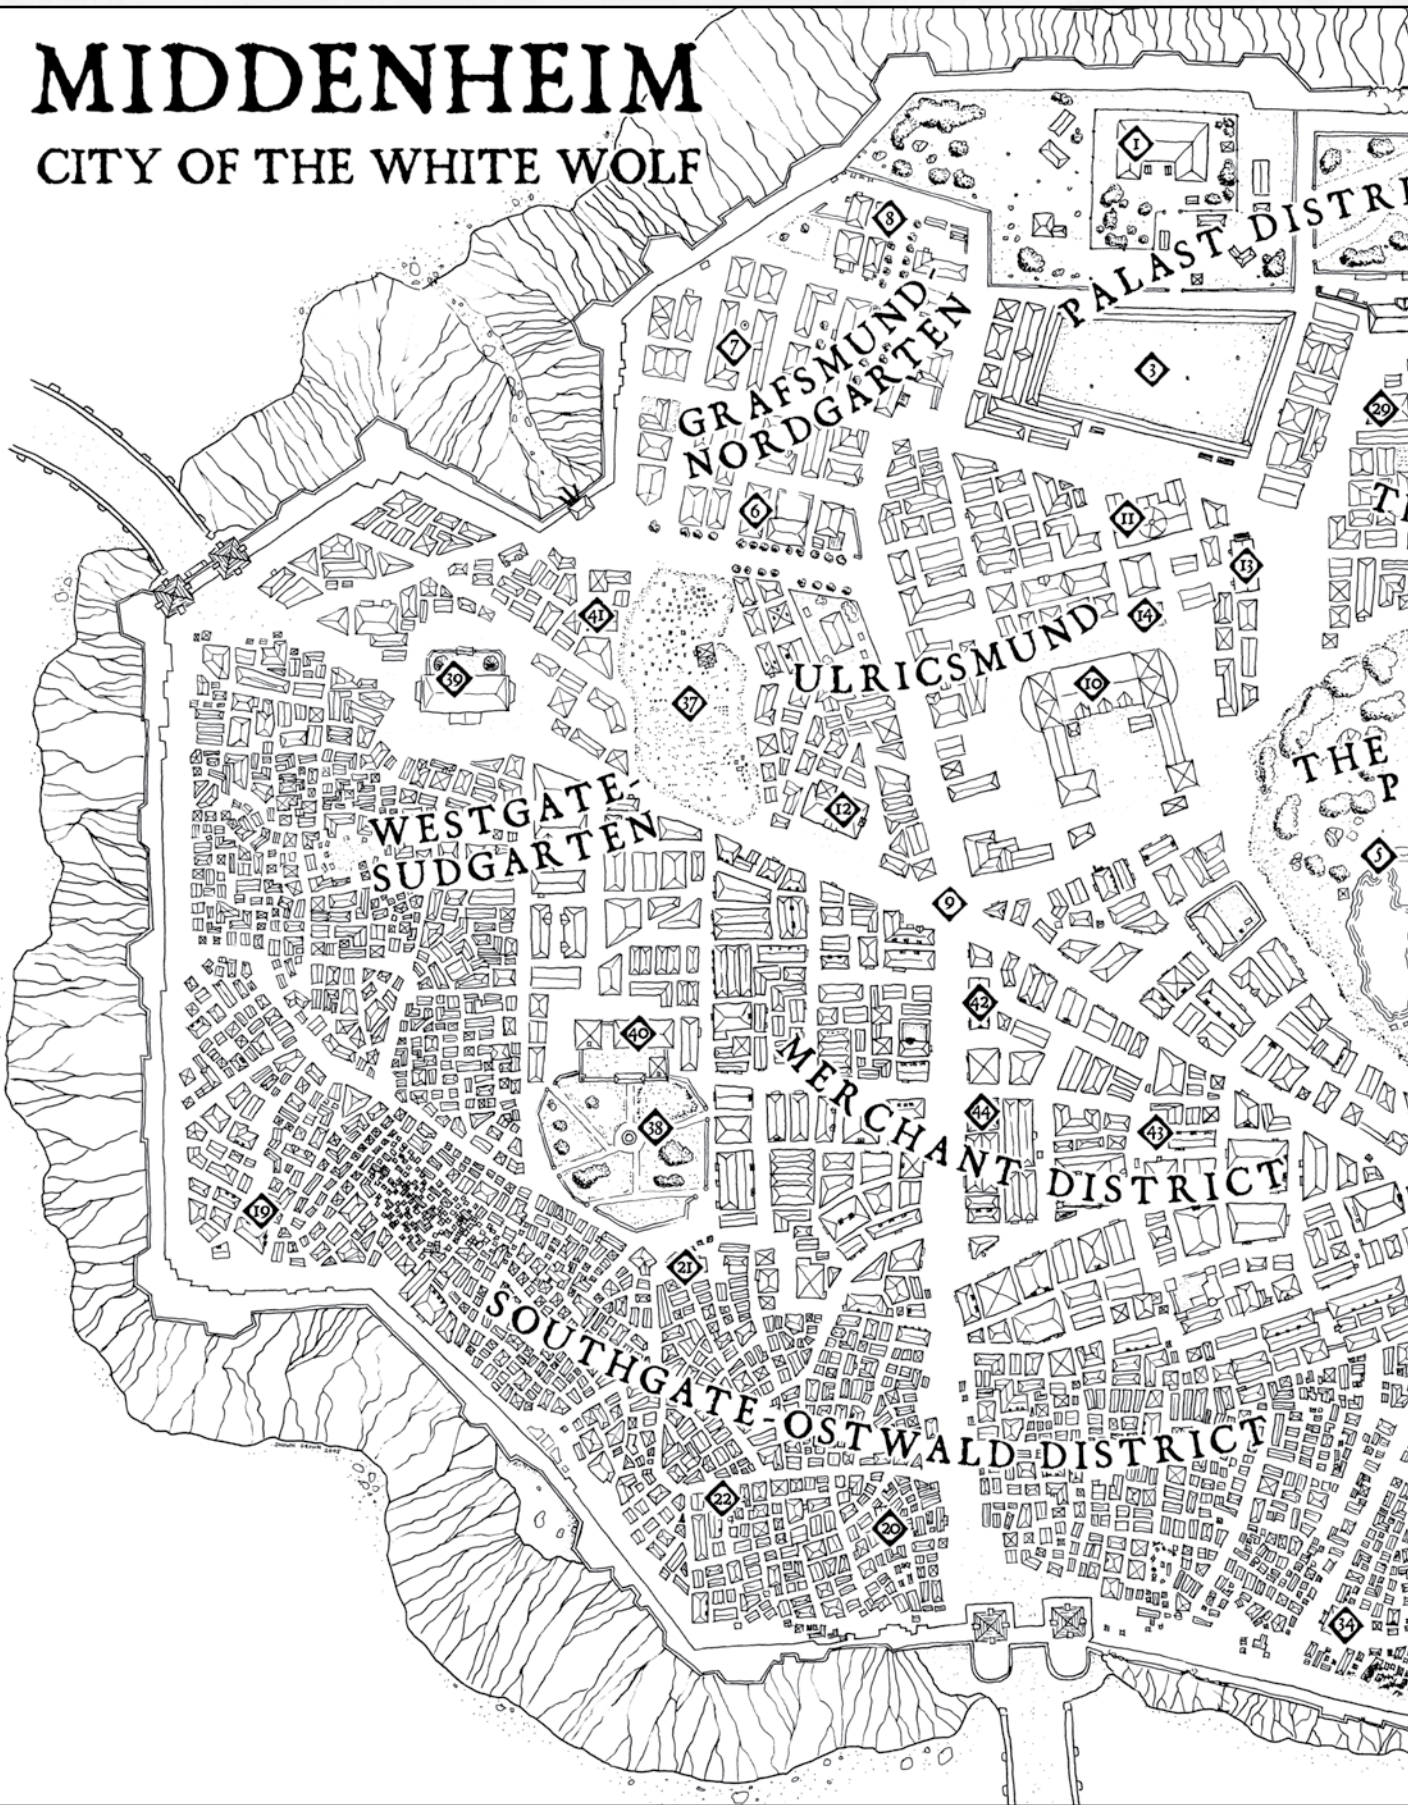 MIDDENHEIM
CITY OF THE WHITE WOLF
1
PALAST DISTRI
8
7
GRAFSMUND
NORDGARTEN
3
29
6
11
13
41
14
ULRICSMUND
39
37
10
THE
P
12
5
WESTGATE-
SUDGARTEN
9
42
40
MERCHANT DISTRICT
38
44
43
19
21
SOUTHGATE-OSTWALD DISTRICT
22
20
34